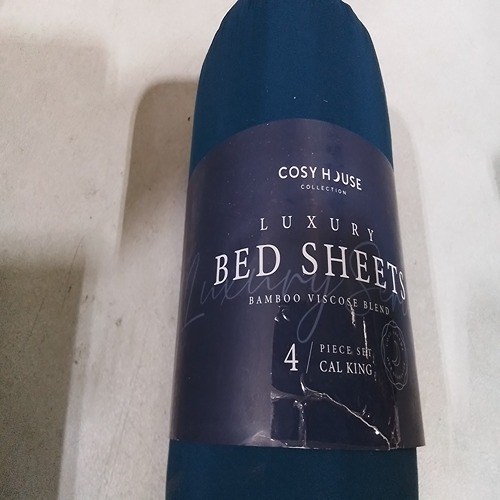 COSY HOUSE
COLLECTION
LUXURY
BED SHEETS
BAMBOO VISCOSE BLEND
4 / PIECE SET
CAL KING